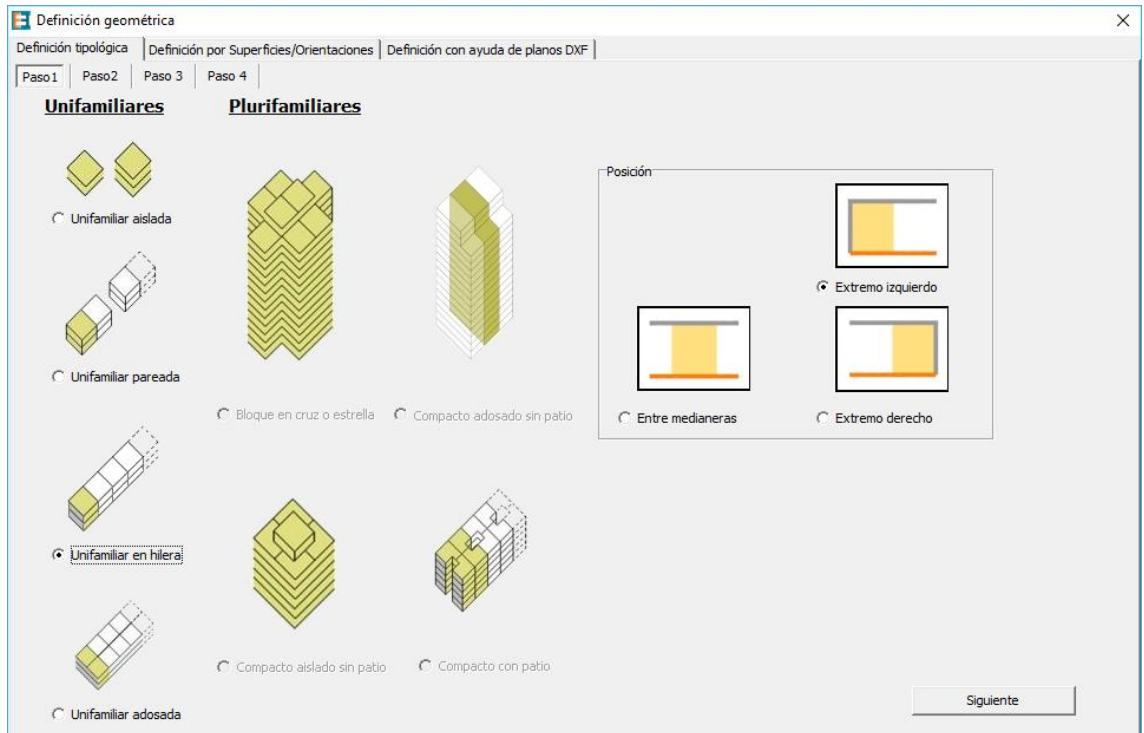 Definición geométrica
Definición tipológica
Definición por Superficies/Orientaciones
Definición con ayuda de planos DXF
Paso1
Paso2
Paso 3
Paso 4
Unifamiliares
Unifamiliar aislada
Unifamiliar pareada
Unifamiliar en hilera
Unifamiliar adosada
Plurifamiliares
Bloque en cruz o estrella
Compacto adosado sin patio
Compacto aislado sin patio
Compacto con patio
Posición
Extremo izquierdo
Entre medianeras
Extremo derecho
Siguiente